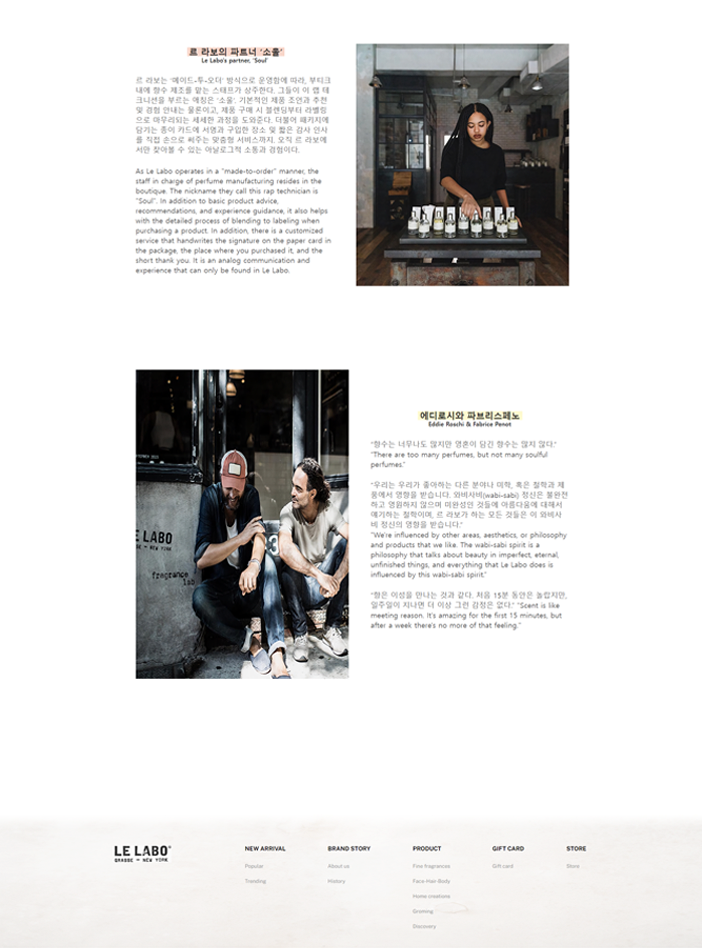 르 라보의 파트너 '소울'
Le Labo's partner, 'Soul'
르 라보는 '메이드-투-오더' 방식으로 운영함에 따라, 부티크
내에 향수 제조를 맡는 스태프가 상주한다. 그들이 이 랩 테
크니션을 부르는 애칭은 '소울'. 기본적인 제품 조언과 추천
및 경험 안내는 물론이고, 제품 구매 시 블렌딩부터 라벨링
으로 마무리되는 세세한 과정을 도와준다. 더불어 패키지에
담기는 종이 카드에 서명과 구입한 장소 및 짧은 감사 인사
를 직접 손으로 써주는 맞춤형 서비스까지. 오직 르 라보에
서만 찾아볼 수 있는 아날로그적 소통과 경험이다.
As Le Labo operates in a "made-to-order" manner, the
staff in charge of perfume manufacturing resides in the
boutique. The nickname they call this rap technician is
"Soul". In addition to basic product advice,
recommendations, and experience guidance, it also helps
with the detailed process of blending to labeling when
purchasing a product. In addition, there is a customized
service that handwrites the signature on the paper card in
the package, the place where you purchased it, and the
short thank you. It is an analog communication and
experience that can only be found in Le Labo.
에디로시와 파브리스페노
Eddie Roschi & Fabrice Penot
"향수는 너무나도 많지만 영혼이 담긴 향수는 많지 않다."
"There are too many perfumes, but not many soulful
perfumes."
"우리는 우리가 좋아하는 다른 분야나 미학, 혹은 철학과 제
품에서 영향을 받습니다. 와비사비(wabi-sabi) 정신은 불완전
하고 영원하지 않으며 미완성인 것들에 아름다움에 대해서
얘기하는 철학이며, 르 라보가 하는 모든 것들은 이 와비사
비 정신의 영향을 받습니다."
"We're influenced by other areas, aesthetics, or philosophy
and products that we like. The wabi-sabi spirit is a
philosophy that talks about beauty in imperfect, eternal,
unfinished things, and everything that Le Labo does is
influenced by this wabi-sabi spirit."
"향은 이성을 만나는 것과 같다. 처음 15분 동안은 놀랍지만,
일주일이 지나면 더 이상 그런 감정은 없다." "Scent is like
meeting reason. It's amazing for the first 15 minutes, but
after a week there's no more of that feeling."
E LABO
— NEW YORK
fragrance
lab
LE LABO
GRASSE — NEW YORK
NEW ARRIVAL
Popular
Trending
BRAND STORY
About us
History
PRODUCT
Fine fragrances
Face·Hair·Body
Home creations
Groming
Discovery
GIFT CARD
Gift card
STORE
Store